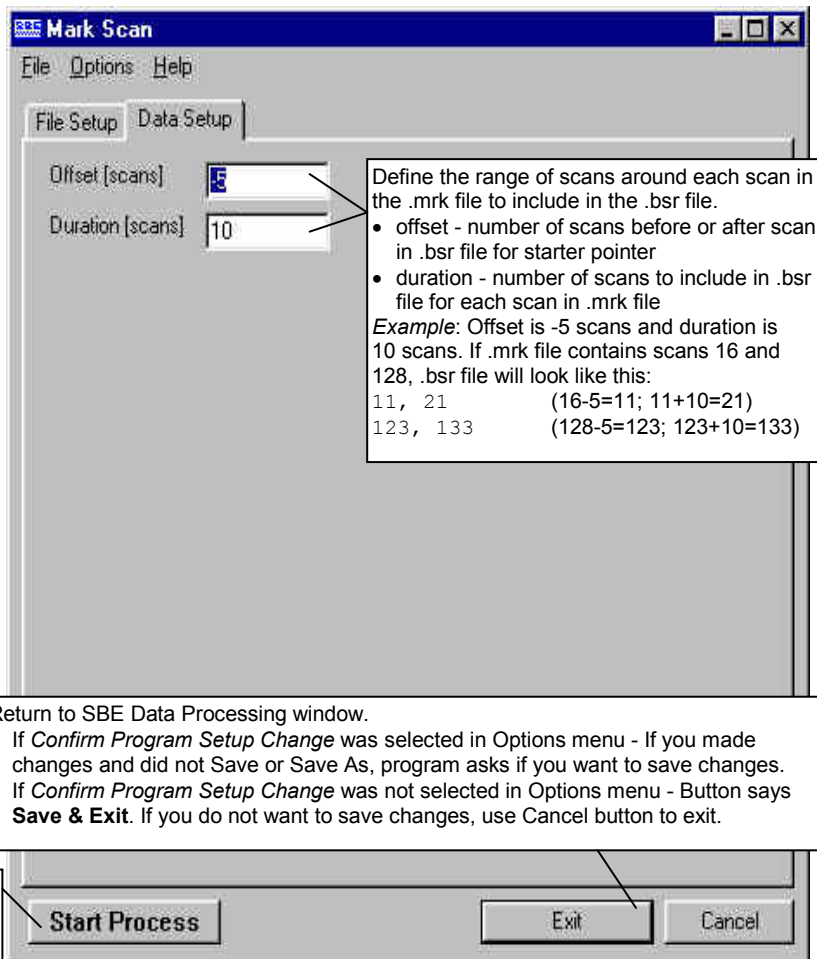 SBE Mark Scan
File Options Help
File Setup Data Setup
Offset [scans] -5
Duration [scans] 10
Define the range of scans around each scan in
the .mrk file to include in the .bsr file.
• offset - number of scans before or after scan
in .bsr file for starter pointer
• duration - number of scans to include in .bsr
file for each scan in .mrk file
Example: Offset is -5 scans and duration is
10 scans. If .mrk file contains scans 16 and
128, .bsr file will look like this:
11, 21 (16-5=11; 11+10=21)
123, 133 (128-5=123; 123+10=133)
Return to SBE Data Processing window.
If Confirm Program Setup Change was selected in Options menu - If you made
changes and did not Save or Save As, program asks if you want to save changes.
If Confirm Program Setup Change was not selected in Options menu - Button says
Save & Exit. If you do not want to save changes, use Cancel button to exit.
Start Process Exit Cancel